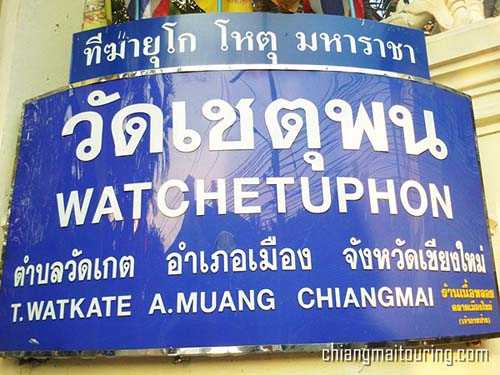 ทีฆายุโก โหตุ มหาราชา
วัดเชตุพน
WATCHETUPHON
ตำบลวัดเกต อำเภอเมือง จังหวัดเชียงใหม่
T.WATKATE A.MUANG CHIANGMAI
chiangmaitouring.com